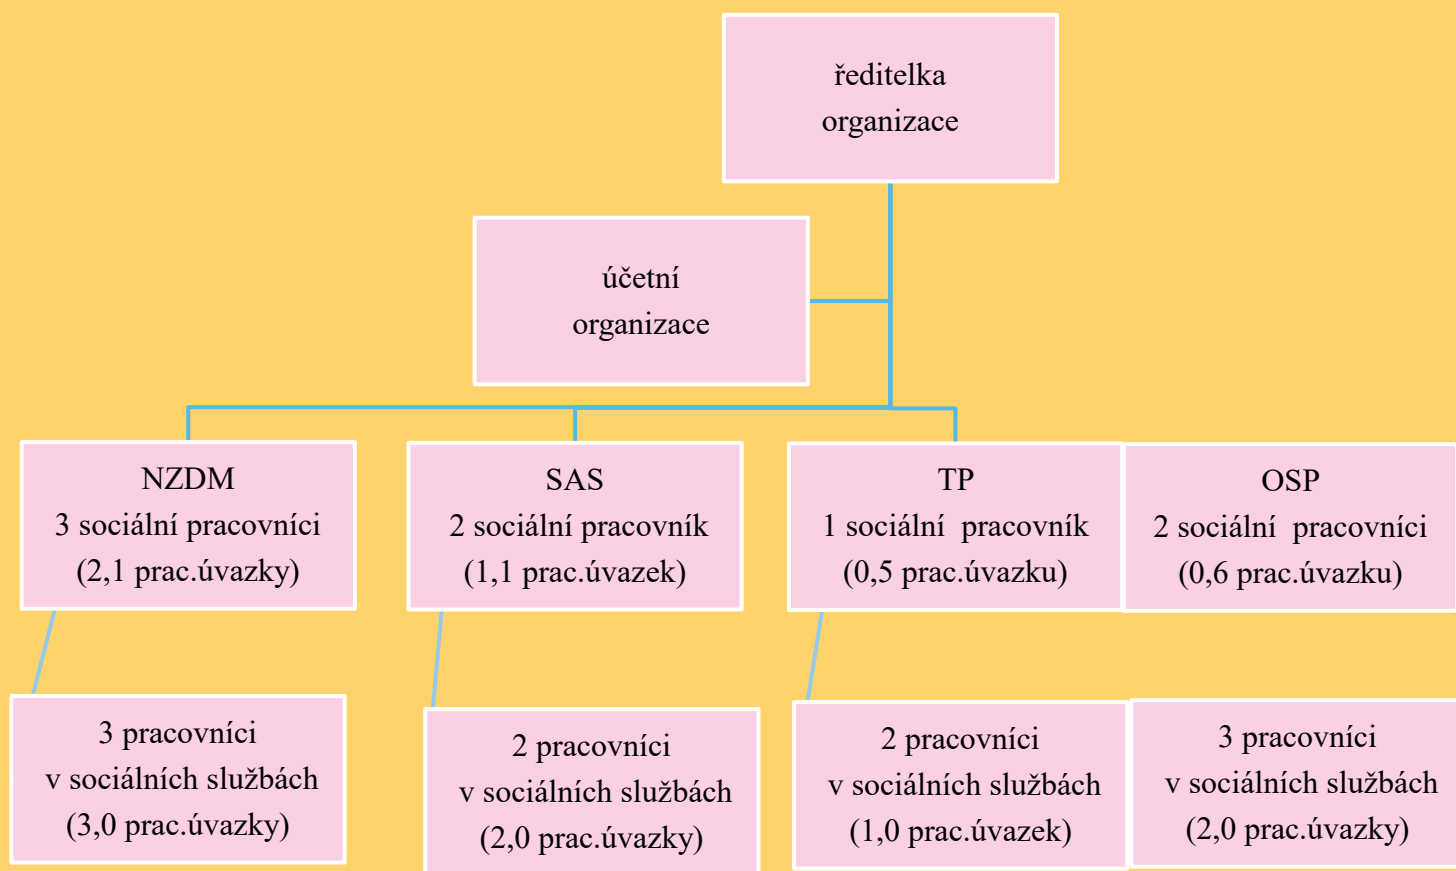 ředitelka
organizace
účetní
organizace
NZDM
3 sociální pracovníci
(2,1 prac.úvazky)
SAS
2 sociální pracovník
(1,1 prac.úvazek)
TP
1 sociální  pracovník
(0,5 prac.úvazku)
OSP
2 sociální  pracovníci
(0,6 prac.úvazku)
3 pracovníci
v sociálních službách
(3,0 prac.úvazky)
2 pracovníci
v sociálních službách
(2,0 prac.úvazky)
2 pracovníci
v sociálních službách
(1,0 prac.úvazek)
3 pracovníci
v sociálních službách
(2,0 prac.úvazky)